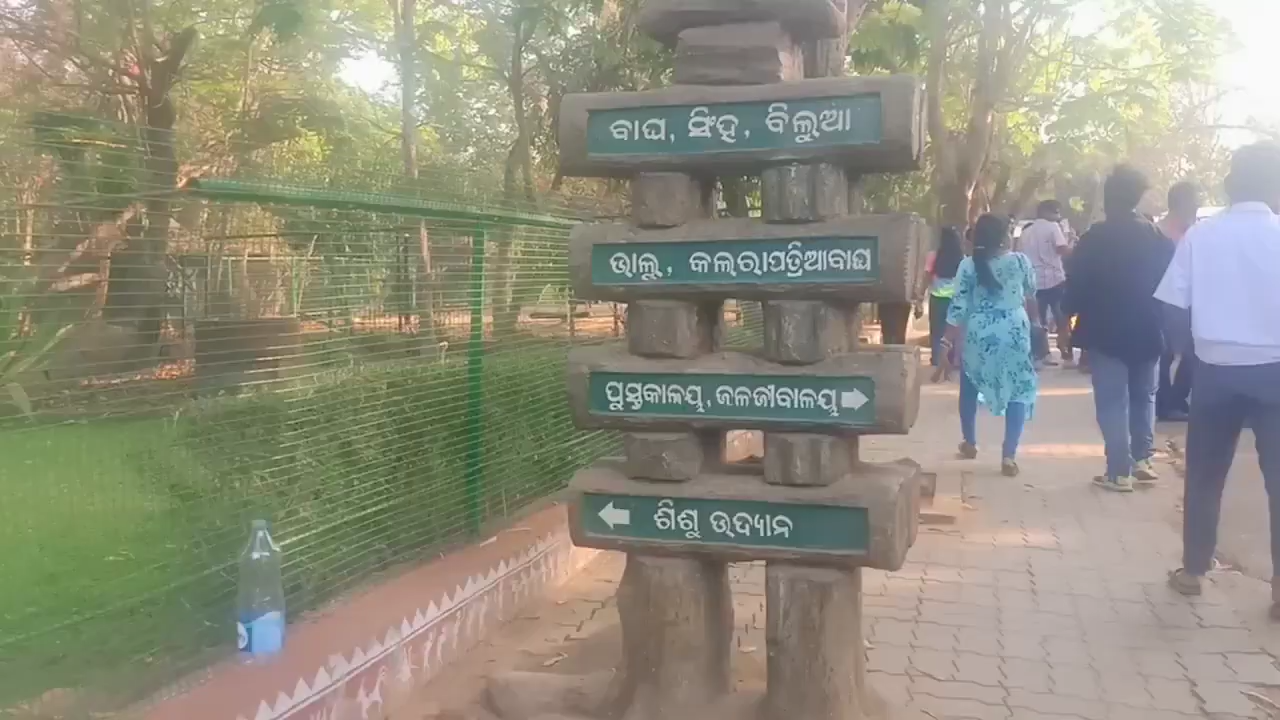 ବାଘ, ସିଂହ, ବିଲୁଆ
ଭାଲୁ, କଲରାପତ୍ରିଆବାଘ
ପୁସ୍ତକାଳୟ, ଜଳଜୀବାଳୟ
ଶିଶୁ ଉଦ୍ୟାନ